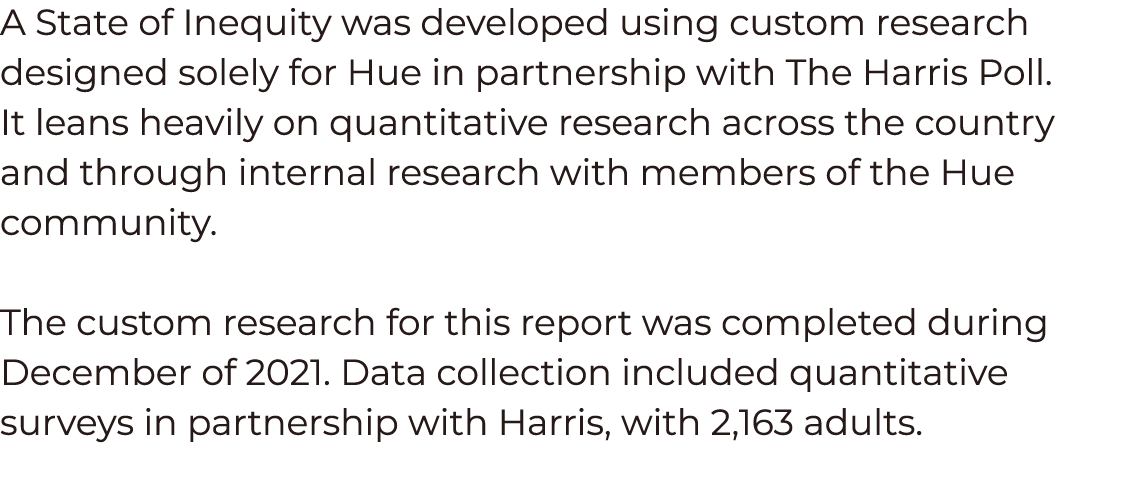 A State of Inequity was developed using custom research
designed solely for Hue in partnership with The Harris Poll.
It leans heavily on quantitative research across the country
and through internal research with members of the Hue
community.
The custom research for this report was completed during
December of 2021. Data collection included quantitative
surveys in partnership with Harris, with 2,163 adults.